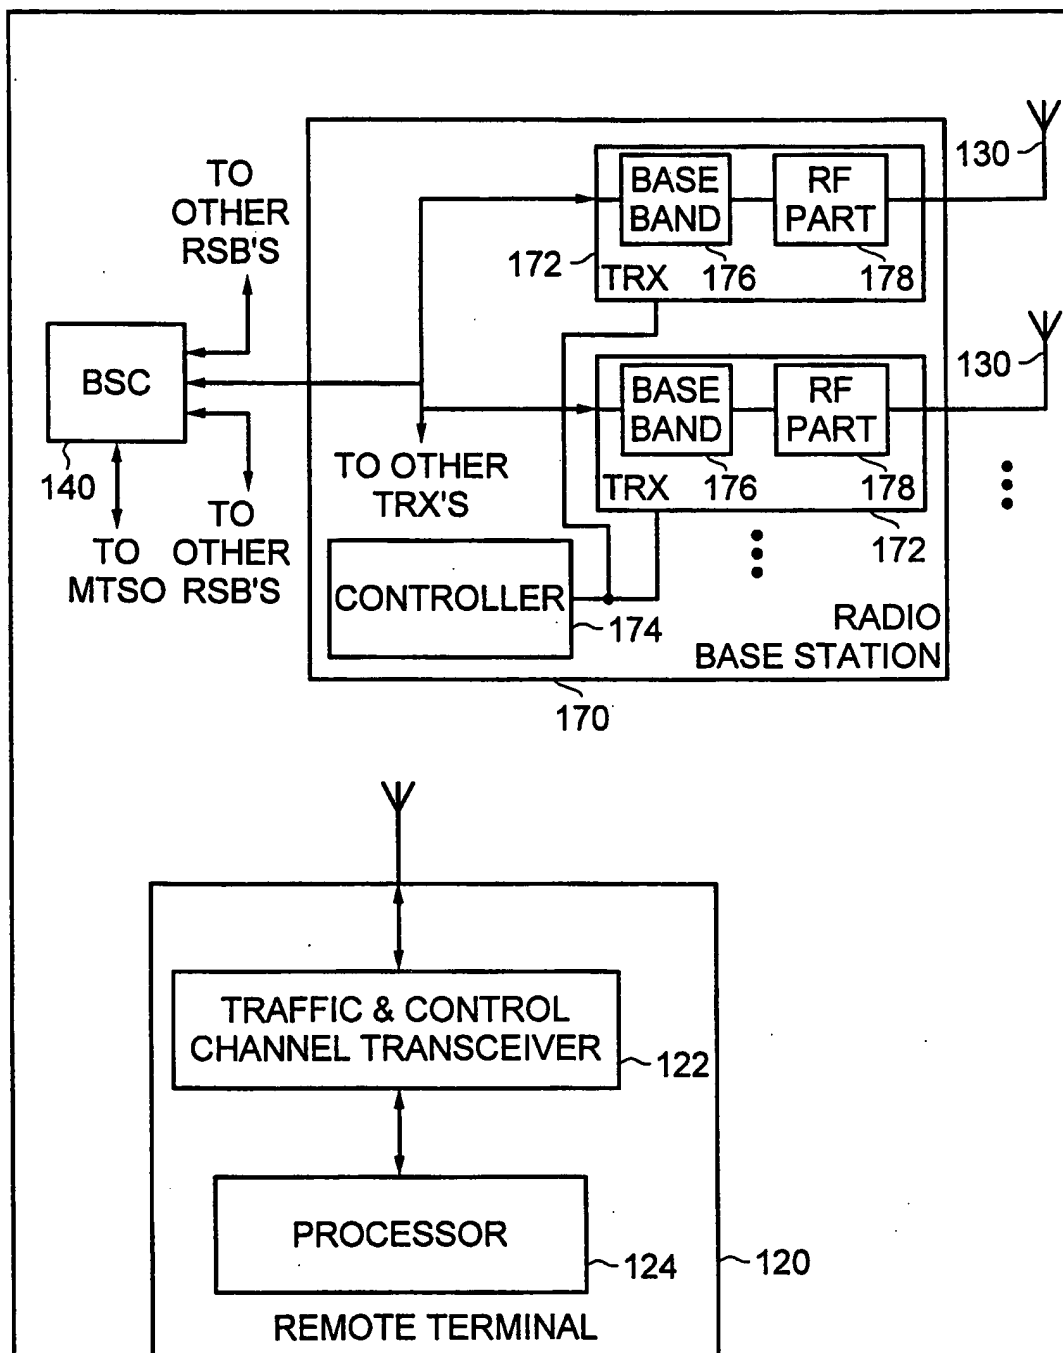 TO
OTHER
RSB'S
BSC
140
TO
MTSO
TO
OTHER
RSB'S
BASE
BAND
RF
PART
172
TRX
176
178
130
BASE
BAND
RF
PART
TRX
176
178
172
130
TO OTHER
TRX'S
CONTROLLER
174
RADIO
BASE STATION
170
TRAFFIC & CONTROL
CHANNEL TRANSCEIVER
122
PROCESSOR
124
120
REMOTE TERMINAL